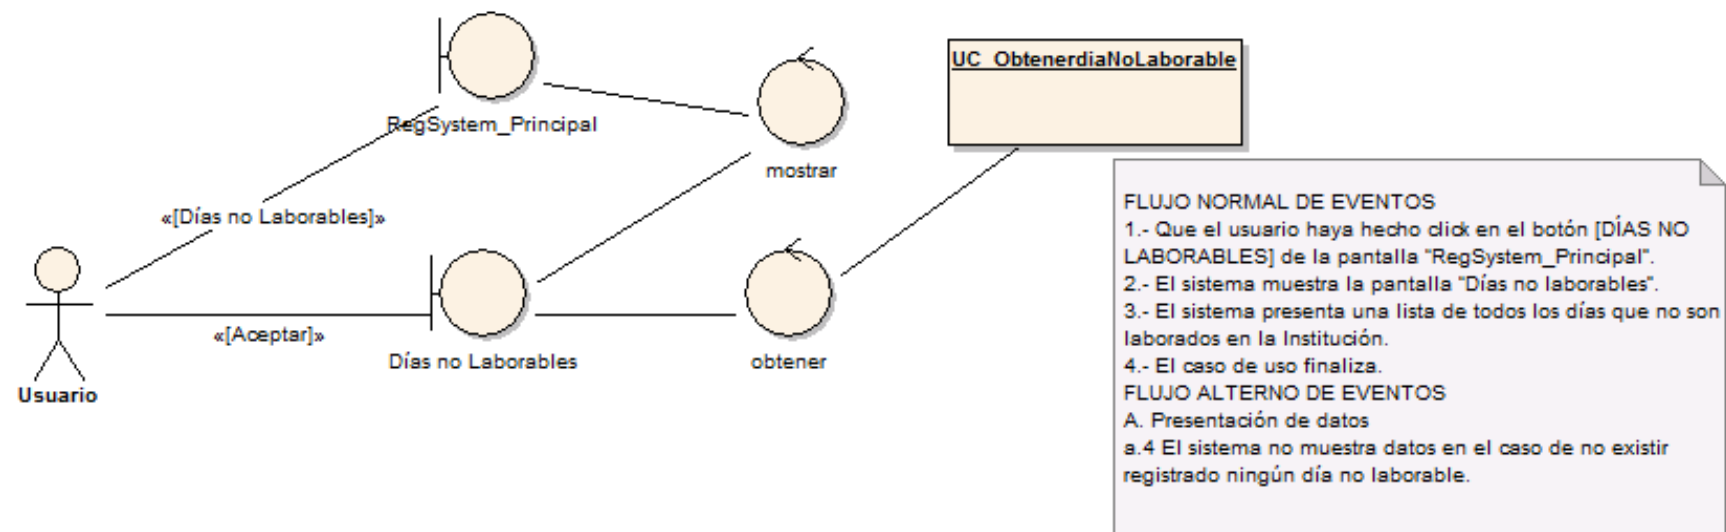 RegSystem_Principal
mostrar
UC_ObtenerdiaNoLaborable
«[Días no Laborables]»
«[Aceptar]»
Días no Laborables
obtener
Usuario
FLUJO NORMAL DE EVENTOS
1.- Que el usuario haya hecho click en el botón [DÍAS NO
LABORABLES] de la pantalla "RegSystem_Principal".
2.- El sistema muestra la pantalla "Días no laborables".
3.- El sistema presenta una lista de todos los días que no son
laborados en la Institución.
4.- El caso de uso finaliza.
FLUJO ALTERNO DE EVENTOS
A. Presentación de datos
a.4 El sistema no muestra datos en el caso de no existir
registrado ningún día no laborable.